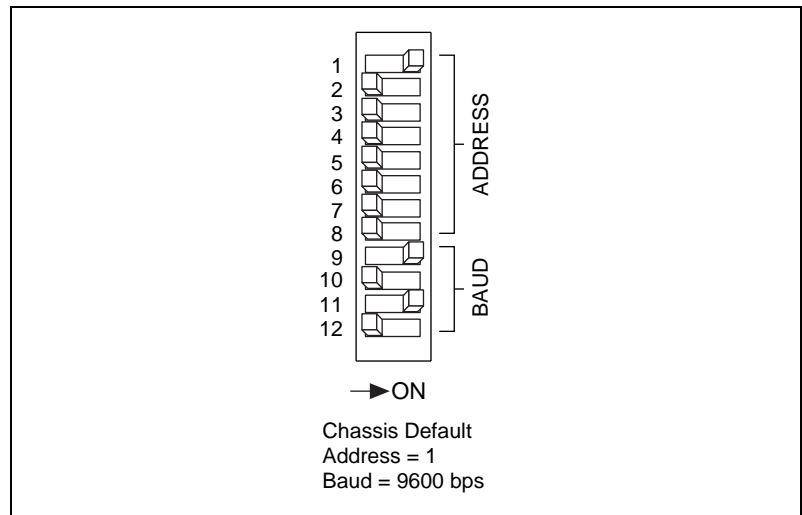 1
2
3
4
5
6
7
8
9
10
11
12
ADDRESS
BAUD
ON
Chassis Default
Address = 1
Baud = 9600 bps